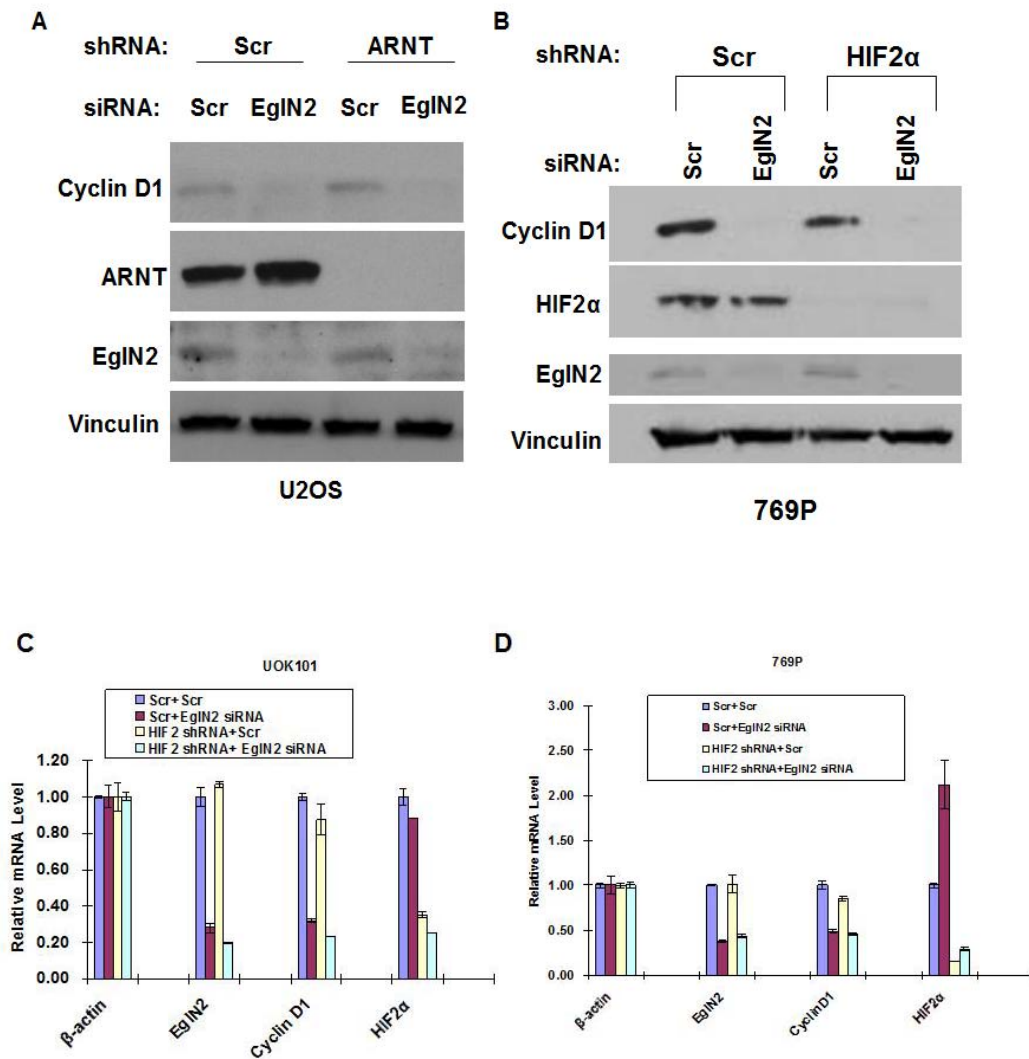 A
shRNA: Scr ARNT
siRNA: Scr EglN2 Scr EglN2
Cyclin D1
ARNT
EglN2
Vinculin
U2OS
B
shRNA: Scr HIF2α
siRNA: Scr EglN2 Scr EglN2
Cyclin D1
HIF2α
EglN2
Vinculin
769P
C
UOK101
Scr+Scr
Scr+EglN2 siRNA
HIF2 shRNA+Scr
HIF2 shRNA+ EglN2 siRNA
Relative mRNA Level
1.20
1.00
0.80
0.60
0.40
0.20
0.00
β-actin
EglN2
Cyclin D1
HIF2α
D
769P
Scr+Scr
Scr+EglN2 siRNA
HIF2 shRNA+Scr
HIF2 shRNA+EglN2 siRNA
Relative mRNA Level
3.00
2.50
2.00
1.50
1.00
0.50
0.00
β-actin
EglN2
CyclinD1
HIF2α